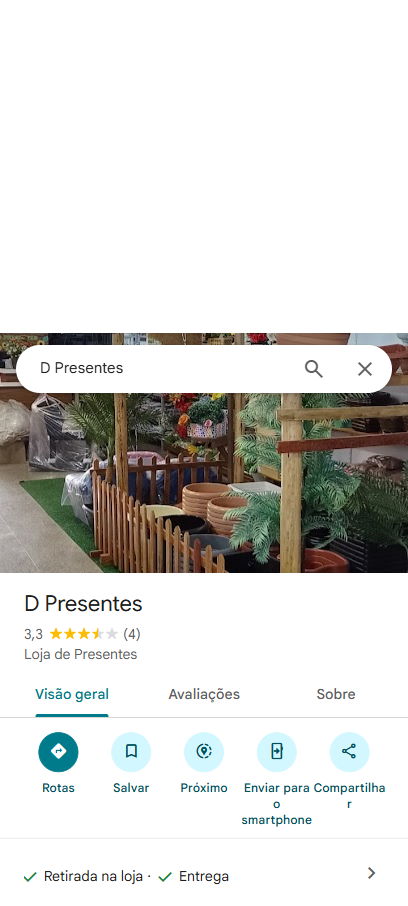 D Presentes
D Presentes
3,3 (4)
Loja de Presentes
Visão geral Avaliações Sobre
Rotas Salvar Próximo Enviar para Compartilha
o r
smartphone
Retirada na loja · Entrega